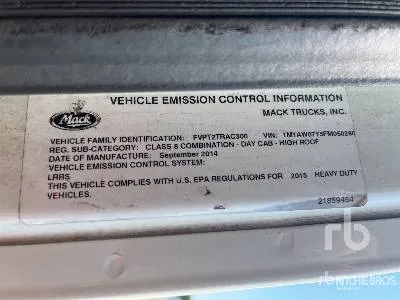 VEHICLE EMISSION CONTROL INFORMATION
Mack
MACK TRUCKS, INC.
VEHICLE FAMILY IDENTIFICATION: FVPT2TRAC300 VIN:
REG. SUB-CATEGORY: CLASS 8 COMBINATION - DAY CAB - HIGH ROOF
DATE OF MANUFACTURE: September 2014
VEHICLE EMISSION CONTROL SYSTEM:
LRRS
THIS VEHICLE COMPLIES WITH U.S. EPA REGULATIONS FOR 2015 HEAVY DUTY
VEHICLES.
21859454
rb
rb RITCHIE BROS.